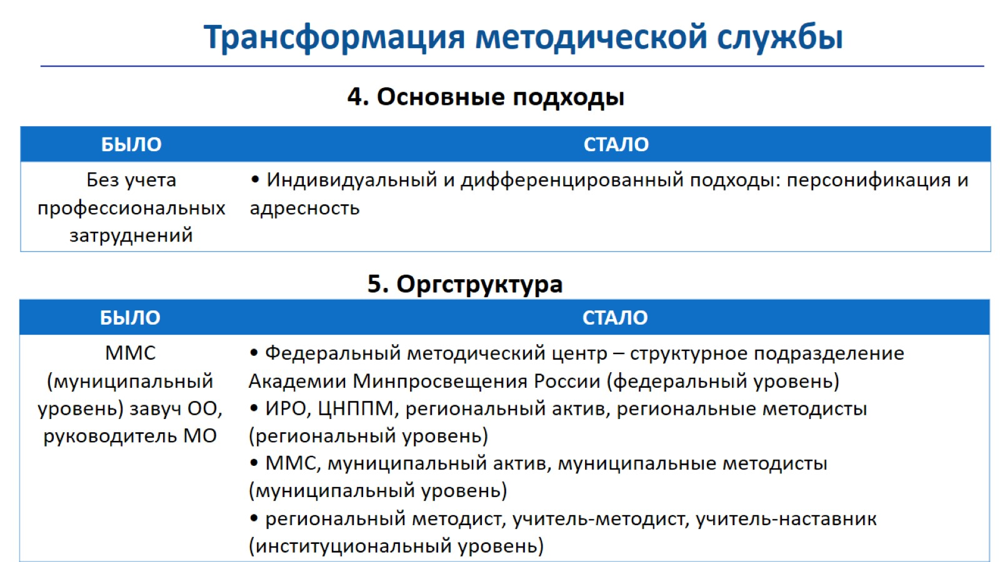 Трансформация методической службы
4. Основные подходы
БЫЛО
СТАЛО
Без учета
профессиональных
затруднений
• Индивидуальный и дифференцированный подходы: персонификация и
адресность
5. Оргструктура
БЫЛО
СТАЛО
ММС
(муниципальный
уровень) завуч ОО,
руководитель МО
• Федеральный методический центр – структурное подразделение
Академии Минпросвещения России (федеральный уровень)
• ИРО, ЦНППМ, региональный актив, региональные методисты
(региональный уровень)
• ММС, муниципальный актив, муниципальные методисты
(муниципальный уровень)
• региональный методист, учитель-методист, учитель-наставник
(институциональный уровень)